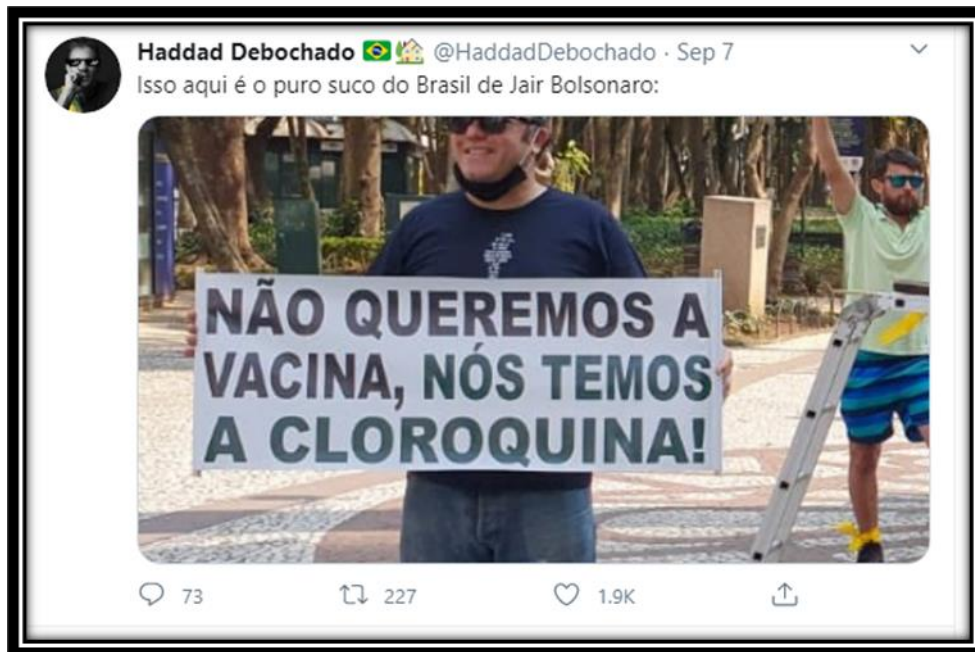 Haddad Debochado 🇧🇷🏡 @HaddadDebochado · Sep 7
Isso aqui é o puro suco do Brasil de Jair Bolsonaro:
NÃO QUEREMOS A
VACINA, NÓS TEMOS
A CLOROQUINA!
73 227 1.9K